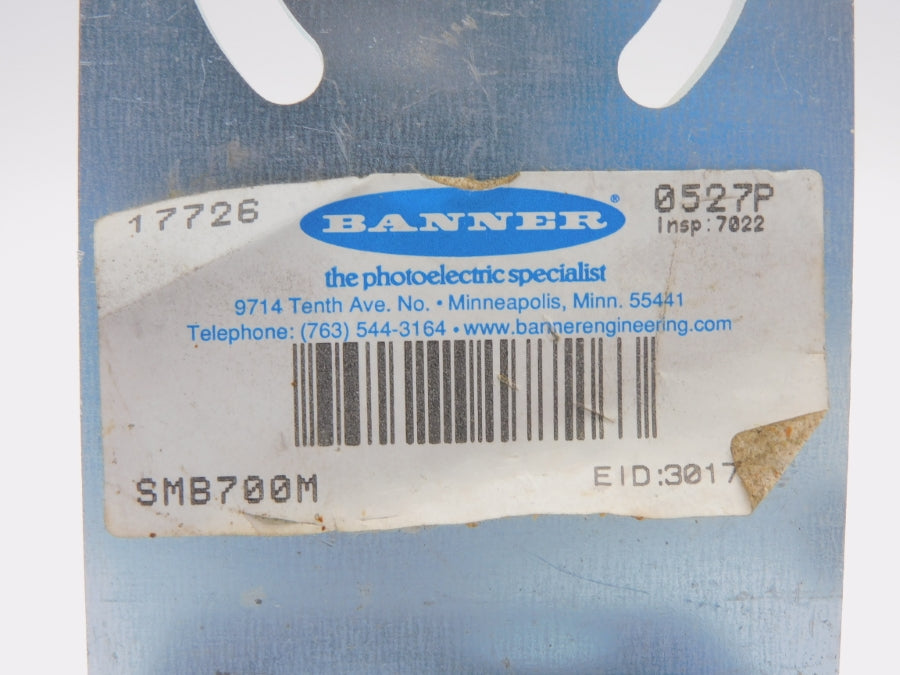 17726
BANNER®
0527P
Insp:7022
the photoelectric specialist
9714 Tenth Ave. No. • Minneapolis, Minn. 55441
Telephone: (763) 544-3164 • www.bannerengineering.com
SMB700M
EID:3017